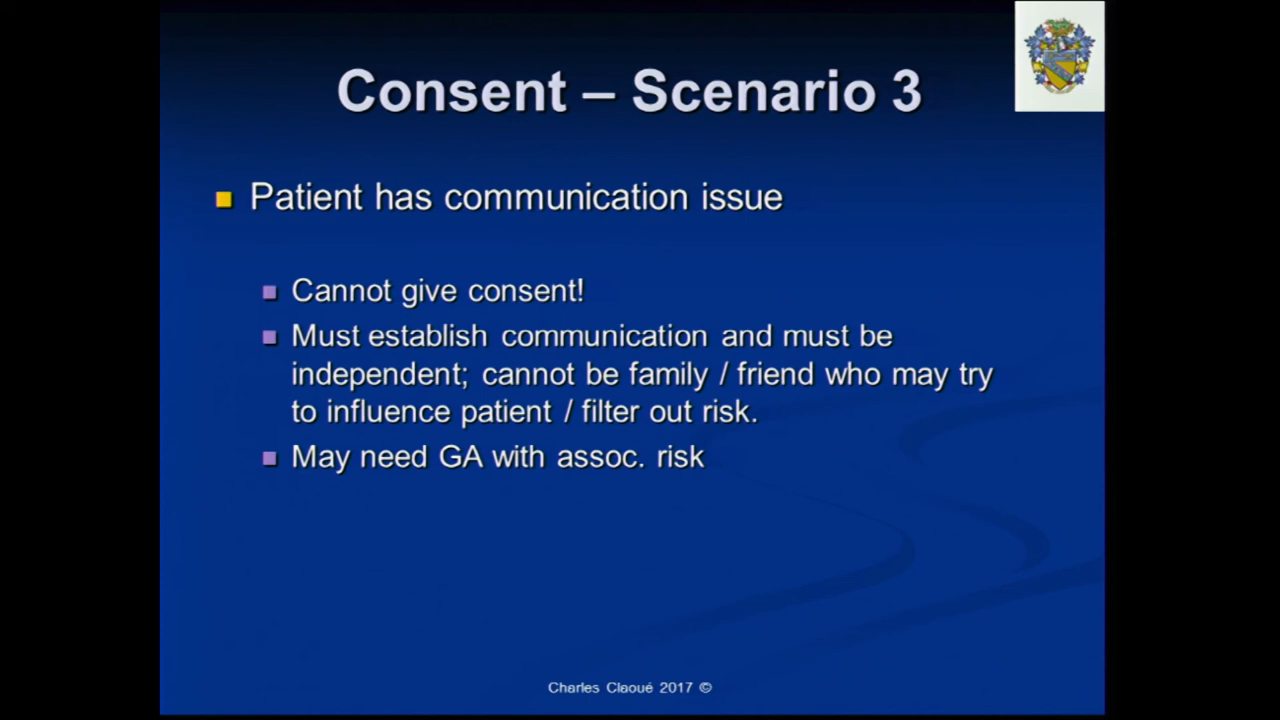 Consent – Scenario 3
Patient has communication issue
Cannot give consent!
Must establish communication and must be
independent; cannot be family / friend who may try
to influence patient / filter out risk.
May need GA with assoc. risk
Charles Claoué 2017 ©